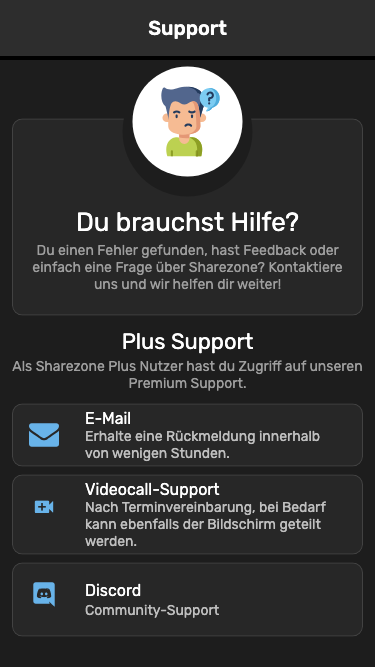 Support
?
Du brauchst Hilfe?
Du einen Fehler gefunden, hast Feedback oder
einfach eine Frage über Sharezone? Kontaktiere
uns und wir helfen dir weiter!
Plus Support
Als Sharezone Plus Nutzer hast du Zugriff auf unseren
Premium Support.
E-Mail
Erhalte eine Rückmeldung innerhalb
von wenigen Stunden.
Videocall-Support
Nach Terminvereinbarung, bei Bedarf
kann ebenfalls der Bildschirm geteilt
werden.
Discord
Community-Support